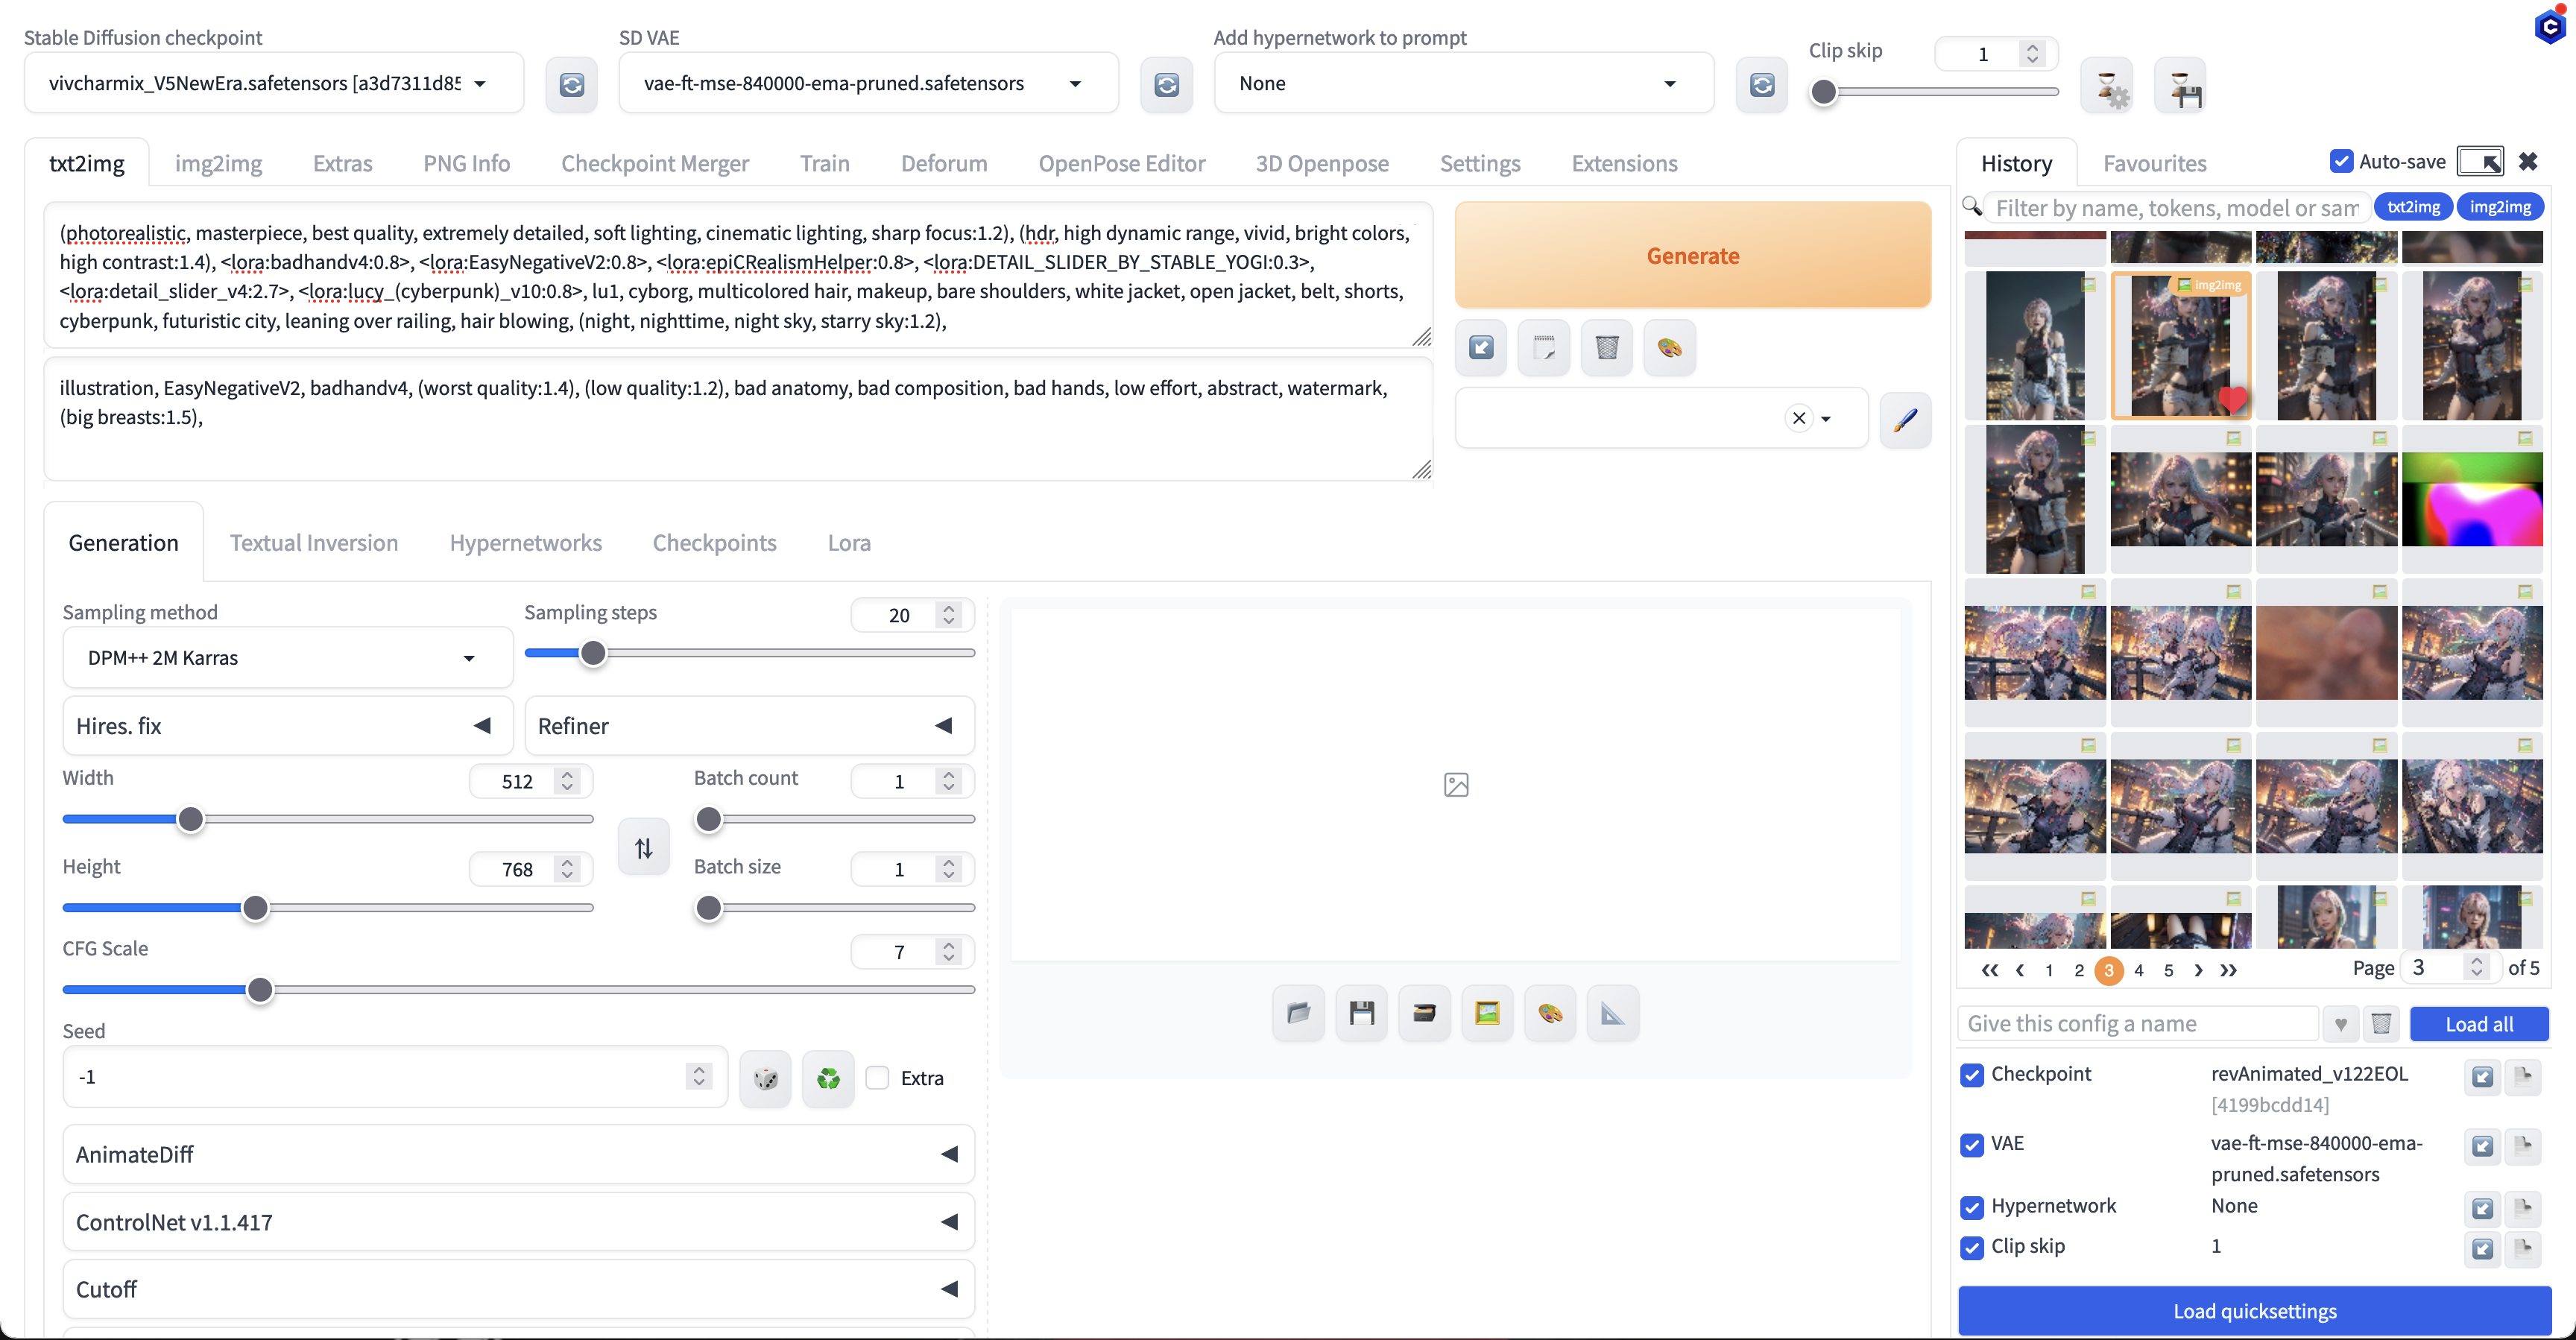 Stable Diffusion checkpoint
vivcharmix_V5NewEra.safetensors [a3d7311d85
SD VAE
vae-ft-mse-840000-ema-pruned.safetensors
Add hypernetwork to prompt
None
Clip skip
1
txt2img
img2img
Extras
PNG Info
Checkpoint Merger
Train
Deforum
OpenPose Editor
3D Openpose
Settings
Extensions
(photorealistic, masterpiece, best quality, extremely detailed, soft lighting, cinematic lighting, sharp focus:1.2), (hdr, high dynamic range, vivid, bright colors,
high contrast:1.4), <lora:badhandv4:0.8>, <lora:EasyNegativeV2:0.8>, <lora:epiCRealismHelper:0.8>, <lora:DETAIL_SLIDER_BY_STABLE_YOGI:0.3>,
<lora:detail_slider_v4:2.7>, <lora:lucy_(cyberpunk)_v10:0.8>, lu1, cyborg, multicolored hair, makeup, bare shoulders, white jacket, open jacket, belt, shorts,
cyberpunk, futuristic city, leaning over railing, hair blowing, (night, nighttime, night sky, starry sky:1.2),
illustration, EasyNegativeV2, badhandv4, (worst quality:1.4), (low quality:1.2), bad anatomy, bad composition, bad hands, low effort, abstract, watermark,
(big breasts:1.5),
Generate
Generation
Textual Inversion
Hypernetworks
Checkpoints
Lora
Sampling method
DPM++ 2M Karras
Sampling steps
20
Hires. fix
Refiner
Width
512
Batch count
1
Height
768
Batch size
1
CFG Scale
7
Seed
-1
Extra
AnimateDiff
ControlNet v1.1.417
Cutoff
History
Favourites
Auto-save
Filter by name, tokens, model or sam
txt2img
img2img
img2img
1 2 3 4 5
Page 3 of 5
Give this config a name
Load all
Checkpoint
revAnimated_v122EOL
[4199bcdd14]
VAE
vae-ft-mse-840000-ema-
pruned.safetensors
Hypernetwork
None
Clip skip
1
Load quicksettings